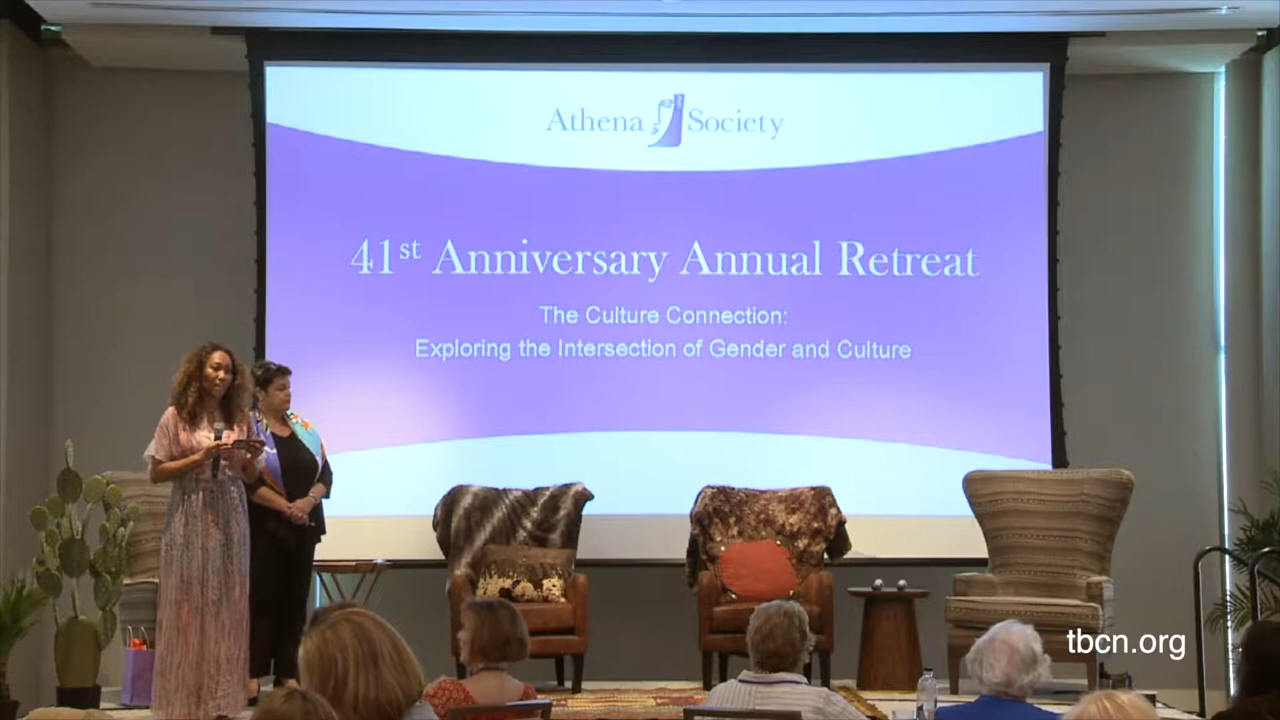 Athena Society
41st Anniversary Annual Retreat
The Culture Connection:
Exploring the Intersection of Gender and Culture
tbcn.org